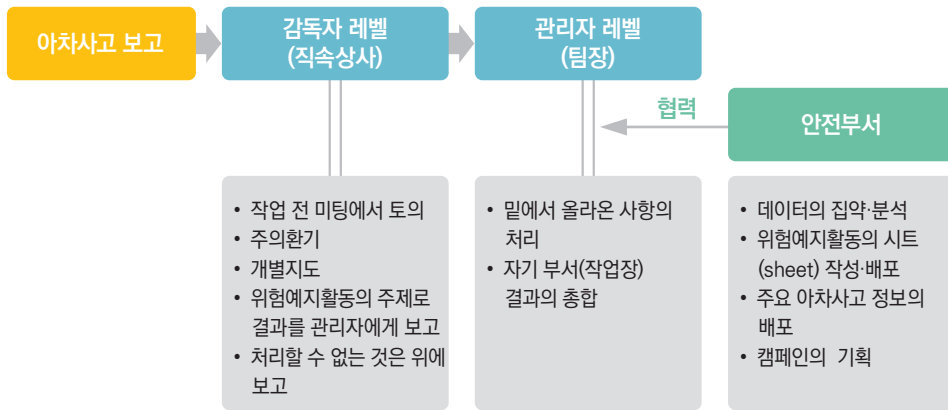 아차사고 보고
감독자 레벨
(직속상사)
관리자 레벨
(팀장)
협력
안전부서
• 작업 전 미팅에서 토의
• 주의환기
• 개별지도
• 위험예지활동의 주제로
결과를 관리자에게 보고
• 처리할 수 없는 것은 위에
보고
• 밑에서 올라온 사항의
처리
• 자기 부서(작업장)
결과의 총합
• 데이터의 집약·분석
• 위험예지활동의 시트
(sheet) 작성·배포
• 주요 아차사고 정보의
배포
• 캠페인의 기획